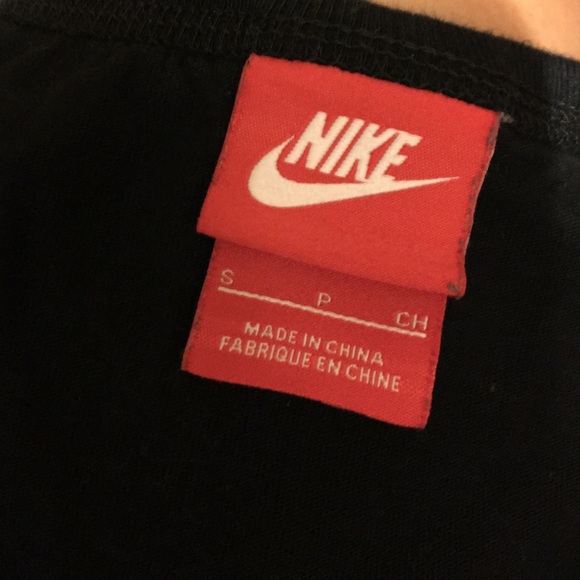 NIKE
S P CH
MADE IN CHINA
FABRIQUE EN CHINE